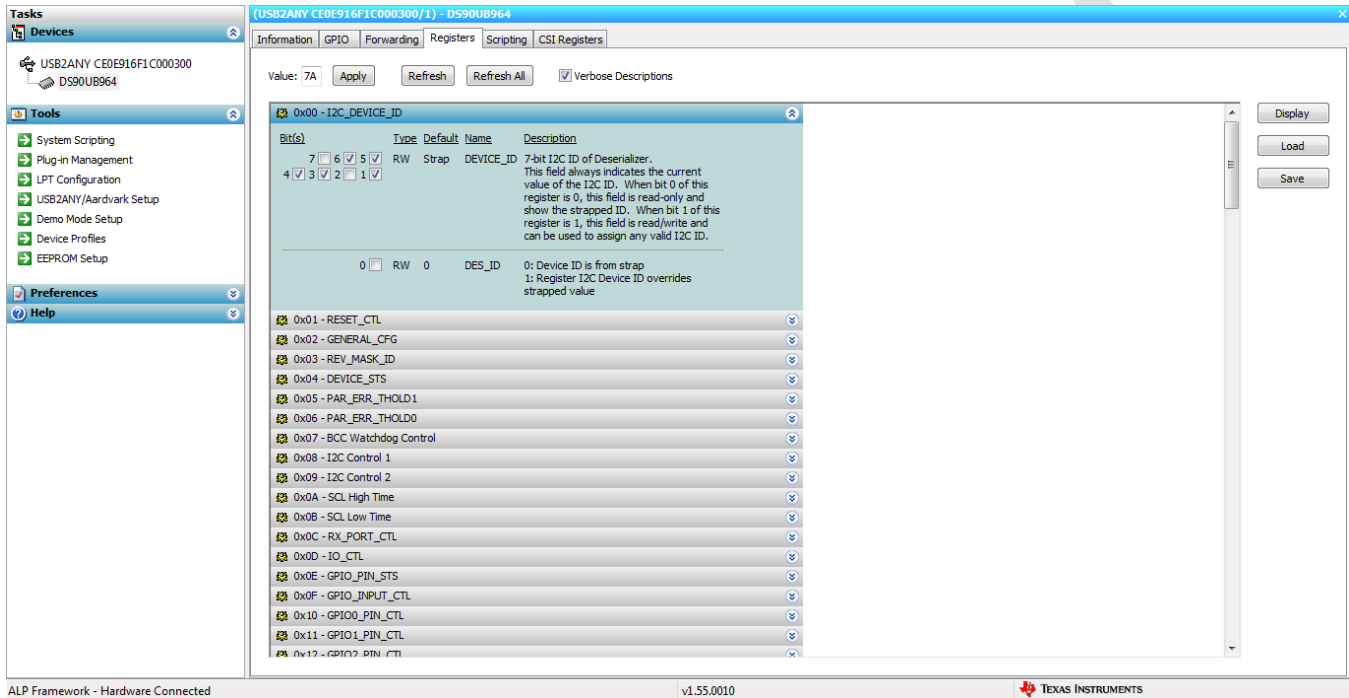 Tasks
Devices
USB2ANY CE0E916F1C000300
DS90UB964
Tools
System Scripting
Plug-in Management
LPT Configuration
USB2ANY/Aardvark Setup
Demo Mode Setup
Device Profiles
EEPROM Setup
Preferences
Help
(USB2ANY CE0E916F1C000300/1) - DS90UB964
Information GPIO Forwarding Registers Scripting CSI Registers
Value: 7A Apply Refresh Refresh All Verbose Descriptions
0x00 - I2C_DEVICE_ID
Bit(s) Type Default Name Description
7 6 5 RW Strap DEVICE_ID 7-bit I2C ID of Deserializer.
4 3 2 1 This field always indicates the current
value of the I2C ID. When bit 0 of this
register is 0, this field is read-only and
show the strapped ID. When bit 1 of this
register is 1, this field is read/write and
can be used to assign any valid I2C ID.
0 RW 0 DES_ID 0: Device ID is from strap
1: Register I2C Device ID overrides
strapped value
0x01 - RESET_CTL
0x02 - GENERAL_CFG
0x03 - REV_MASK_ID
0x04 - DEVICE_STS
0x05 - PAR_ERR_THOLD1
0x06 - PAR_ERR_THOLD0
0x07 - BCC Watchdog Control
0x08 - I2C Control 1
0x09 - I2C Control 2
0x0A - SCL High Time
0x0B - SCL Low Time
0x0C - RX_PORT_CTL
0x0D - IO_CTL
0x0E - GPIO_PIN_STS
0x0F - GPIO_INPUT_CTL
0x10 - GPIO0_PIN_CTL
0x11 - GPIO1_PIN_CTL
0x12 - GPIO2_PIN_CTL
Display
Load
Save
ALP Framework - Hardware Connected v1.55.0010 TEXAS INSTRUMENTS